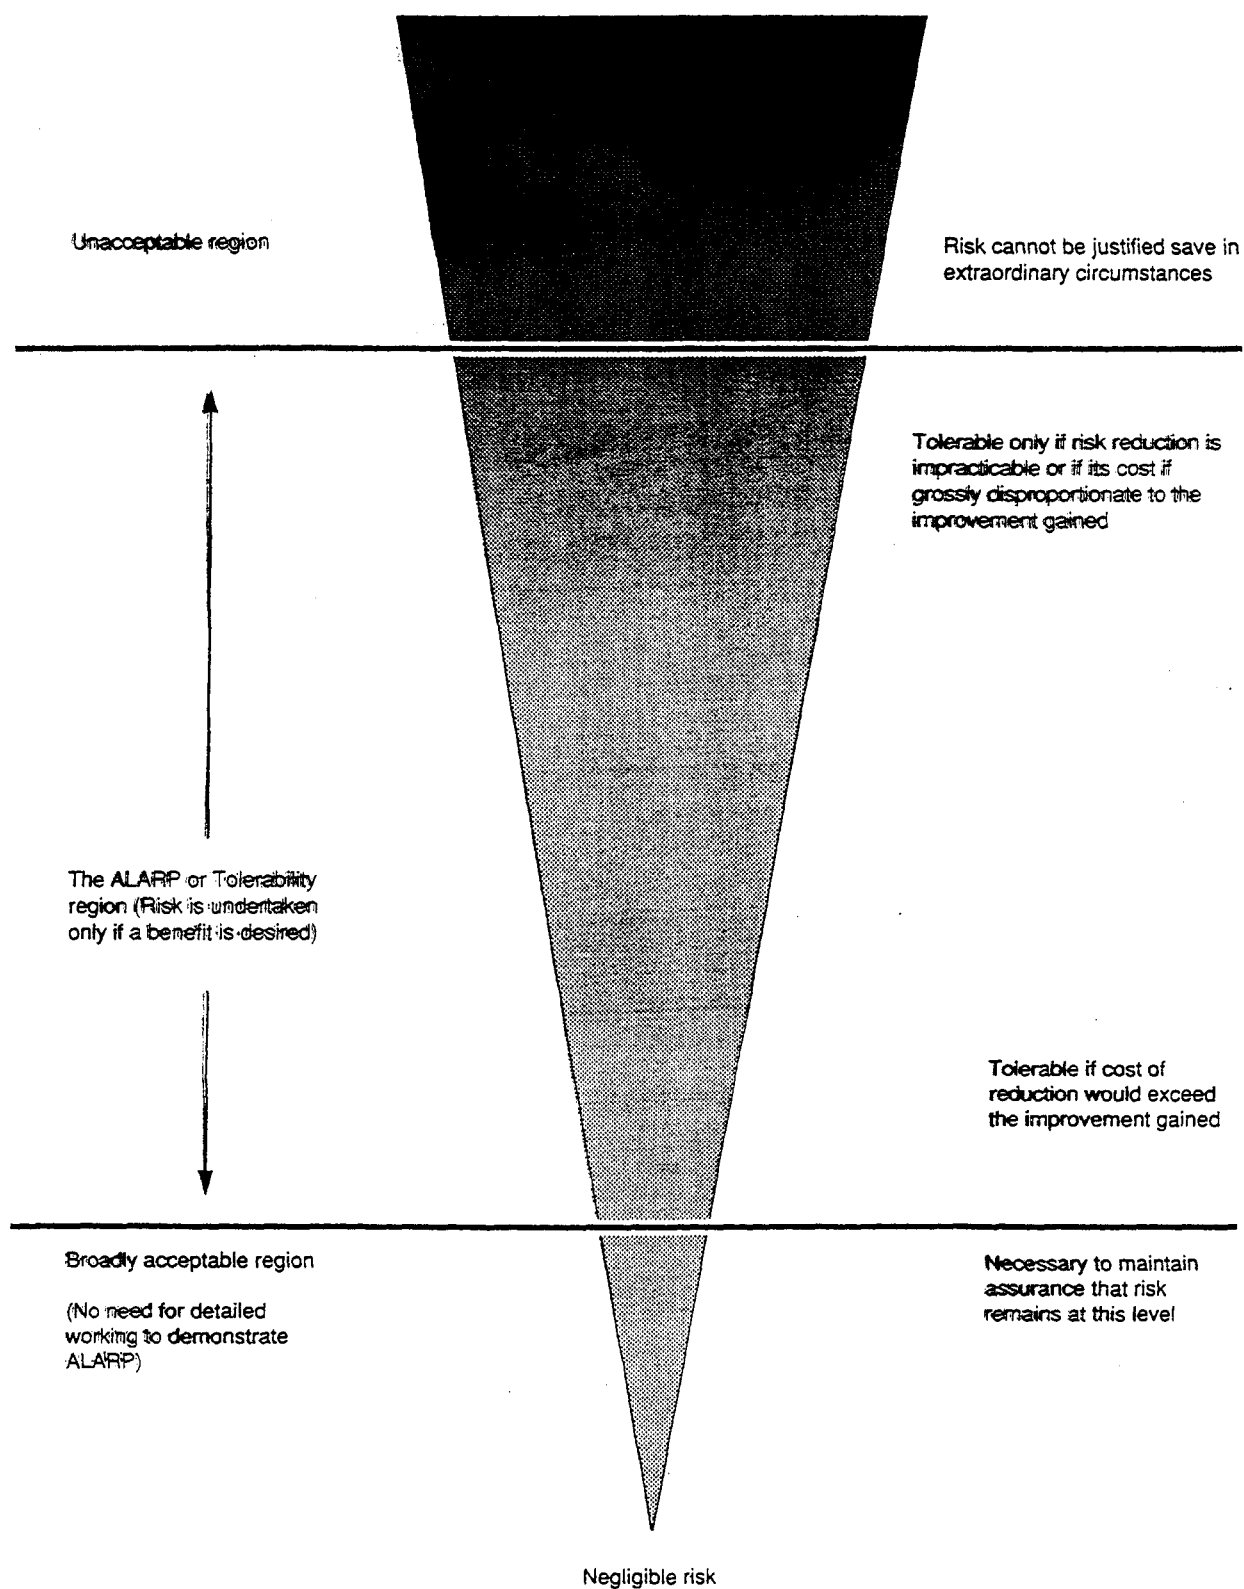 Unacceptable region
Risk cannot be justified save in
extraordinary circumstances
Tolerable only if risk reduction is
impracticable or if its cost if
grossly disproportionate to the
improvement gained
The ALARP or Tolerability
region (Risk is undertaken
only if a benefit is desired)
Tolerable if cost of
reduction would exceed
the improvement gained
Broadly acceptable region
(No need for detailed
working to demonstrate
ALARP)
Necessary to maintain
assurance that risk
remains at this level
Negligible risk